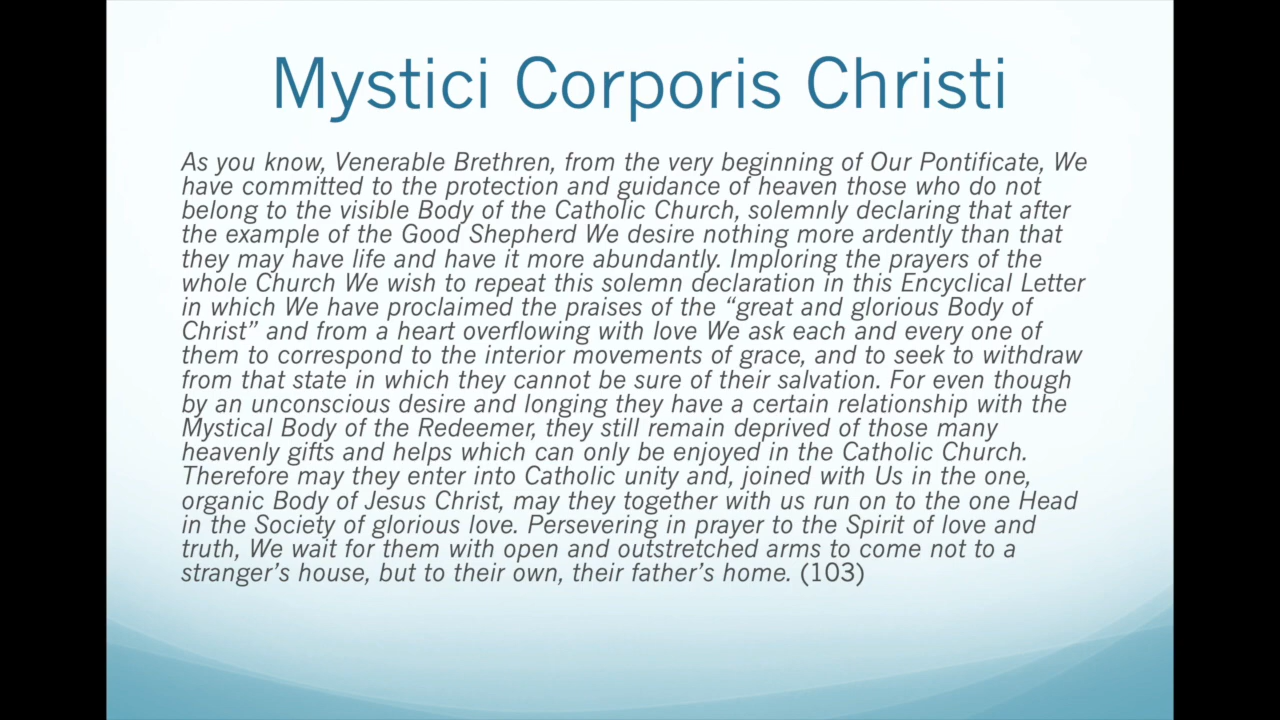 Mystici Corporis Christi
As you know, Venerable Brethren, from the very beginning of Our Pontificate, We
have committed to the protection and guidance of heaven those who do not
belong to the visible Body of the Catholic Church, solemnly declaring that after
the example of the Good Shepherd We desire nothing more ardently than that
they may have life and have it more abundantly. Imploring the prayers of the
whole Church We wish to repeat this solemn declaration in this Encyclical Letter
in which We have proclaimed the praises of the “great and glorious Body of
Christ” and from a heart overflowing with love We ask each and every one of
them to correspond to the interior movements of grace, and to seek to withdraw
from that state in which they cannot be sure of their salvation. For even though
by an unconscious desire and longing they have a certain relationship with the
Mystical Body of the Redeemer, they still remain deprived of those many
heavenly gifts and helps which can only be enjoyed in the Catholic Church.
Therefore may they enter into Catholic unity and, joined with Us in the one,
organic Body of Jesus Christ, may they together with us run on to the one Head
in the Society of glorious love. Persevering in prayer to the Spirit of love and
truth, We wait for them with open and outstretched arms to come not to a
stranger’s house, but to their own, their father’s home. (103)